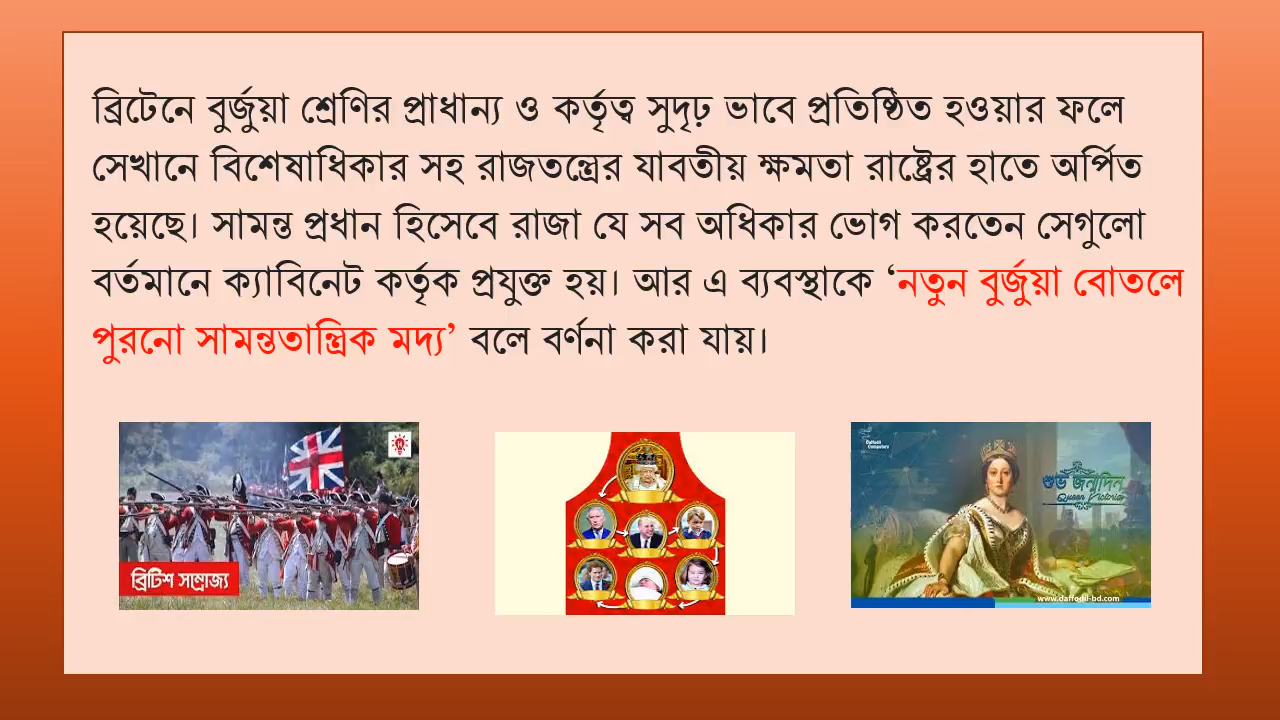 ব্রিটেনে বুর্জুয়া শ্রেণির প্রাধান্য ও কর্তৃত্ব সুদৃঢ় ভাবে প্রতিষ্ঠিত হওয়ার ফলে
সেখানে বিশেষাধিকার সহ রাজতন্ত্রের যাবতীয় ক্ষমতা রাষ্ট্রের হাতে অর্পিত
হয়েছে। সামন্ত প্রধান হিসেবে রাজা যে সব অধিকার ভোগ করতেন সেগুলো
বর্তমানে ক্যাবিনেট কর্তৃক প্রযুক্ত হয়। আর এ ব্যবস্থাকে ‘নতুন বুর্জুয়া বোতলে
পুরনো সামন্ততান্ত্রিক মদ্য’ বলে বর্ণনা করা যায়।
ব্রিটিশ সাম্রাজ্য
Daffodil
Computers
শুভ জন্মদিন
Queen Victoria
www.daffodil-bd.com